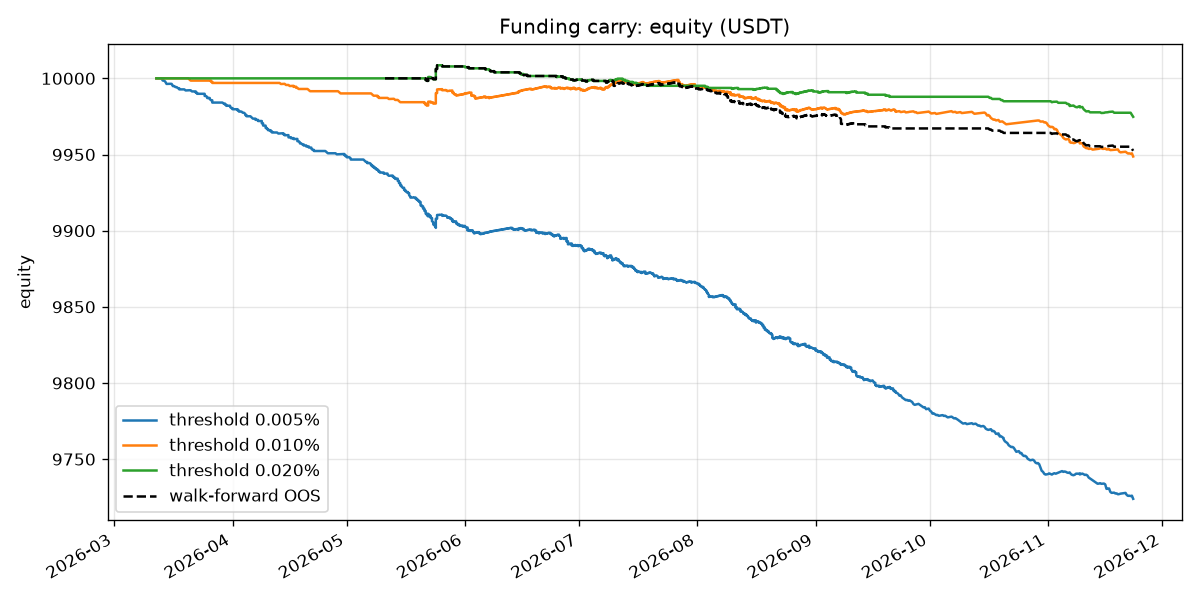 Funding carry: equity (USDT)
equity
10000
9950
9900
9850
9800
9750
threshold 0.005%
threshold 0.010%
threshold 0.020%
walk-forward OOS
2026-03
2026-04
2026-05
2026-06
2026-07
2026-08
2026-09
2026-10
2026-11
2026-12